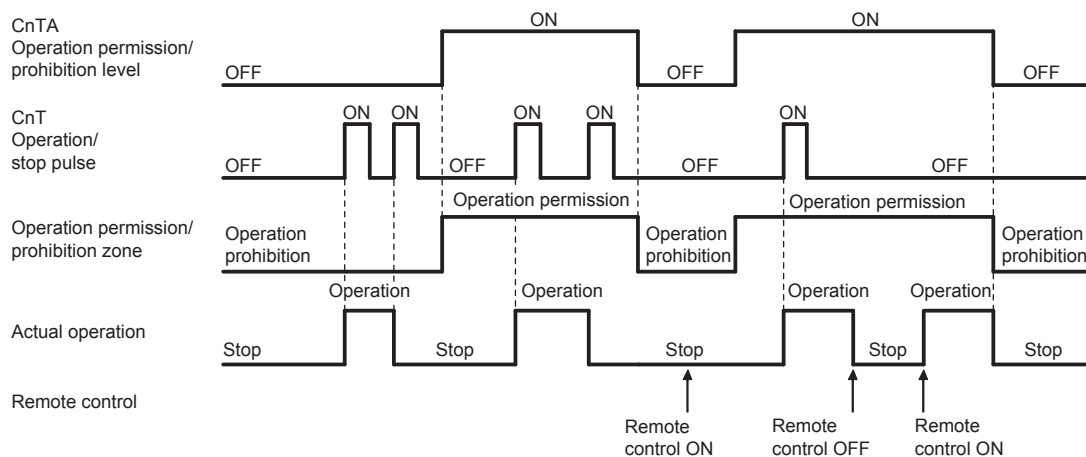 CnTA
Operation permission/
prohibition level
OFF
ON
OFF
ON
OFF
CnT
Operation/
stop pulse
OFF
ON
ON
OFF
ON
ON
OFF
ON
OFF
Operation permission/
prohibition zone
Operation
prohibition
Operation permission
Operation
prohibition
Operation permission
Operation
prohibition
Actual operation
Stop
Operation
Stop
Operation
Stop
Operation
Stop
Operation
Stop
Remote control
Remote
control ON
Remote
control OFF
Remote
control ON